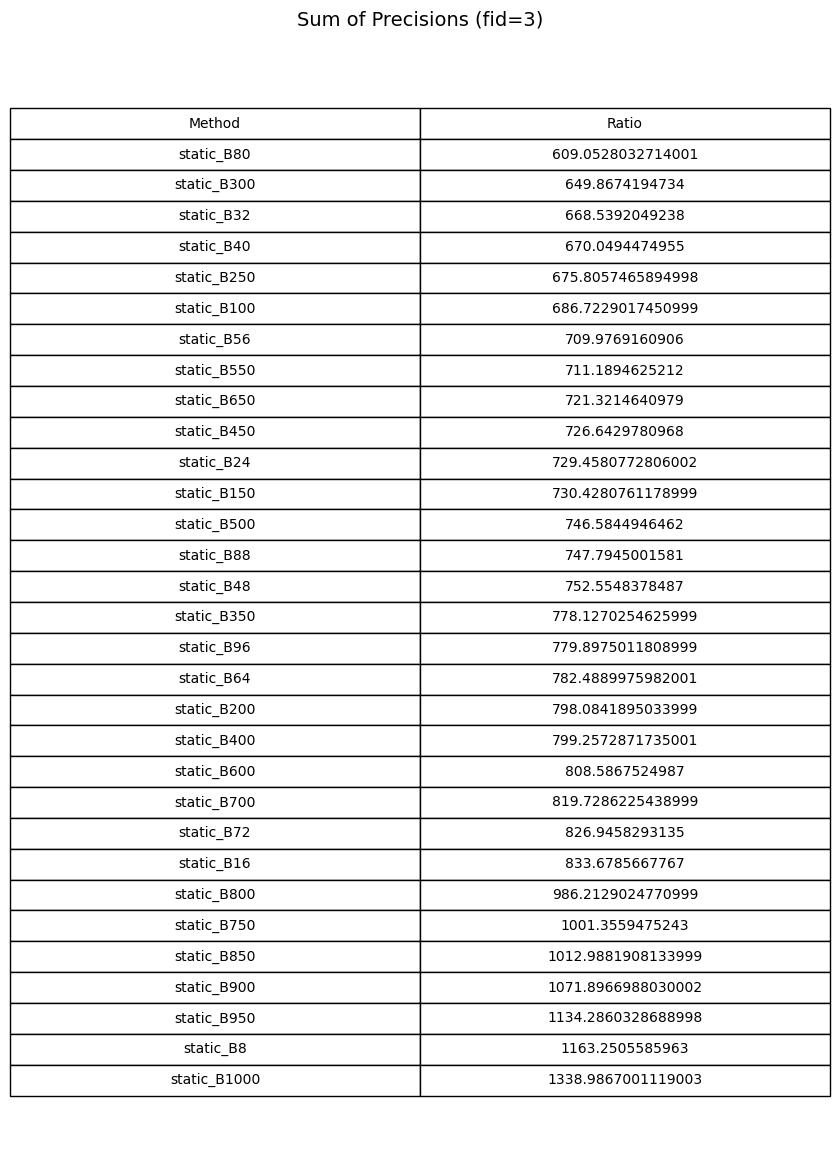 Sum of Precisions (fid=3)
Method Ratio
static_B80 609.0528032714001
static_B300 649.8674194734
static_B32 668.5392049238
static_B40 670.0494474955
static_B250 675.8057465894998
static_B100 686.7229017450999
static_B56 709.9769160906
static_B550 711.1894625212
static_B650 721.3214640979
static_B450 726.6429780968
static_B24 729.4580772806002
static_B150 730.4280761178999
static_B500 746.5844946462
static_B88 747.7945001581
static_B48 752.5548378487
static_B350 778.1270254625999
static_B96 779.8975011808999
static_B64 782.4889975982001
static_B200 798.0841895033999
static_B400 799.2572871735001
static_B600 808.5867524987
static_B700 819.7286225438999
static_B72 826.9458293135
static_B16 833.6785667767
static_B800 986.2129024770999
static_B750 1001.3559475243
static_B850 1012.9881908133999
static_B900 1071.8966988030002
static_B950 1134.2860328688998
static_B8 1163.2505585963
static_B1000 1338.9867001119003